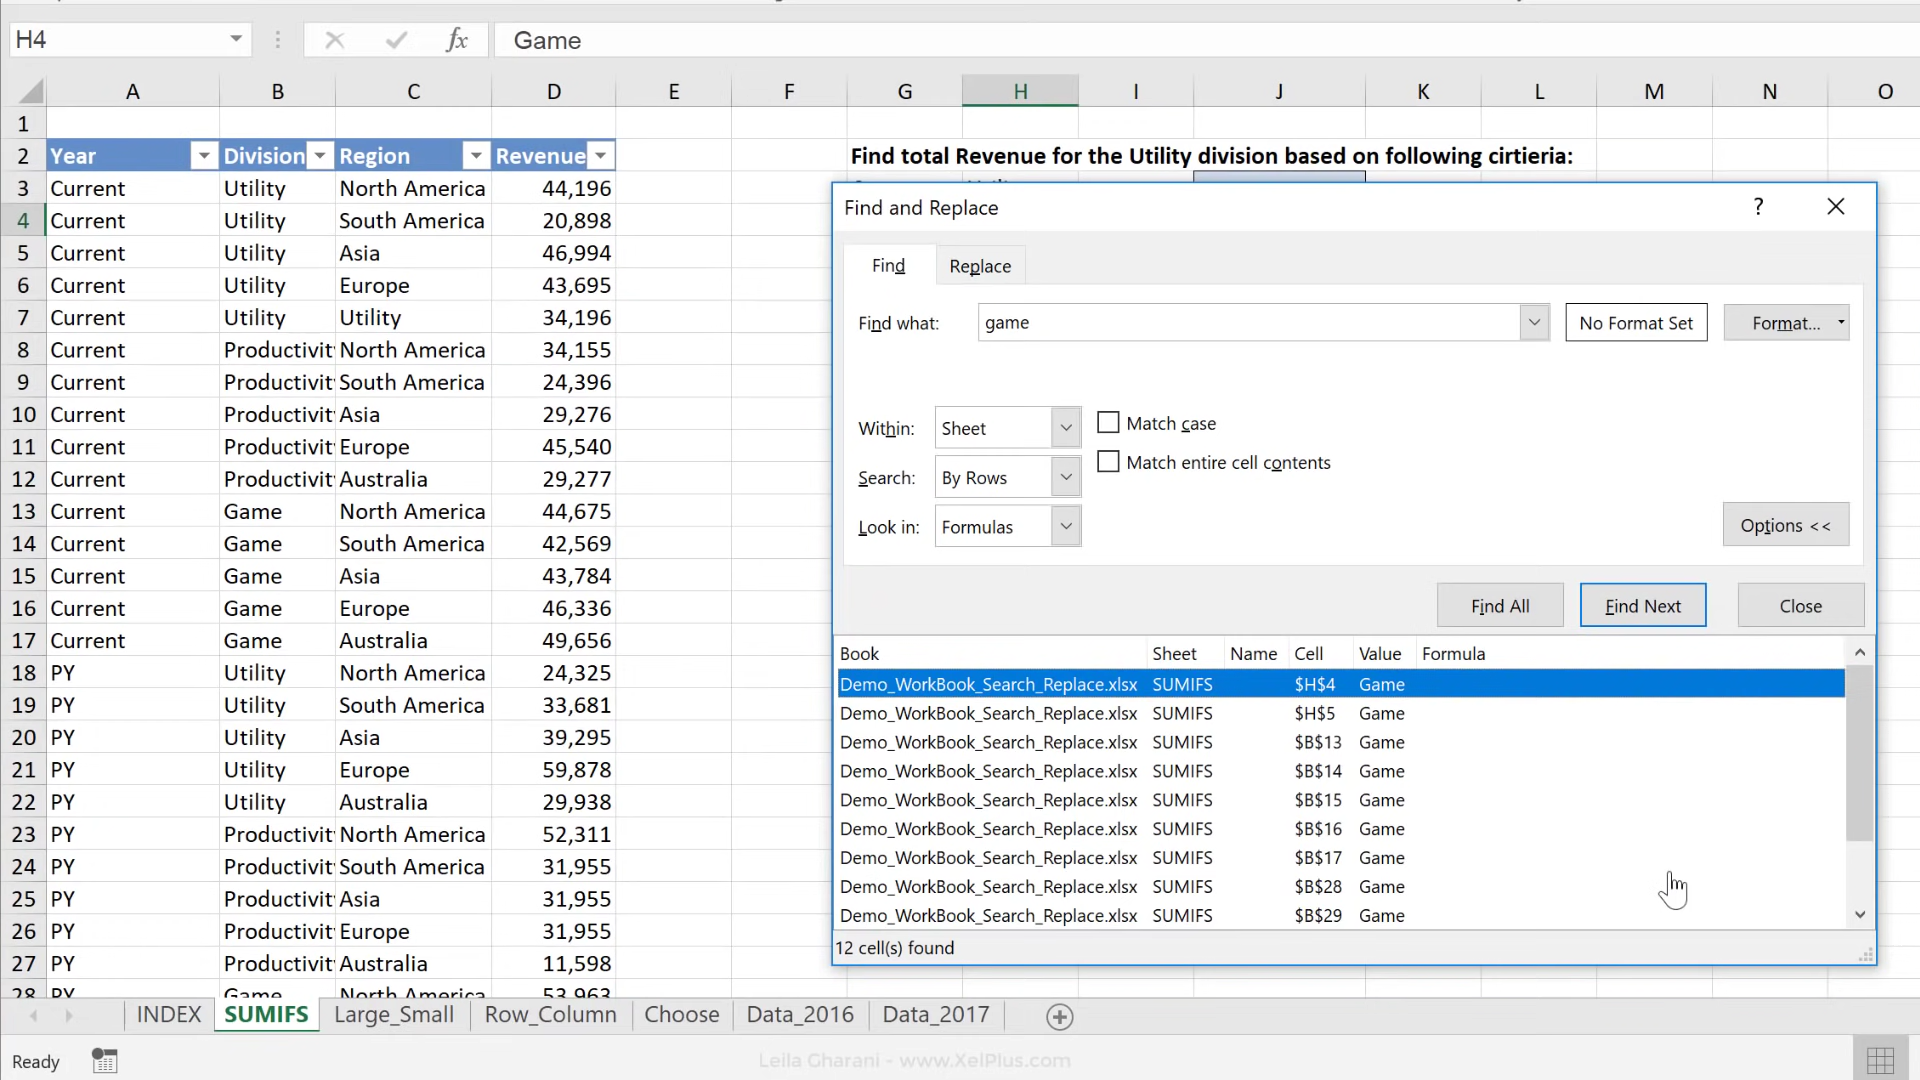 H4 fx Game
A B C D E F G H I J K L M N O
1
2 Year Division Region Revenue Find total Revenue for the Utility division based on following cirtieria:
3 Current Utility North America 44,196
4 Current Utility South America 20,898
5 Current Utility Asia 46,994
6 Current Utility Europe 43,695
7 Current Utility Utility 34,196
8 Current Productivit North America 34,155
9 Current Productivit South America 24,396
10 Current Productivit Asia 29,276
11 Current Productivit Europe 45,540
12 Current Productivit Australia 29,277
13 Current Game North America 44,675
14 Current Game South America 42,569
15 Current Game Asia 43,784
16 Current Game Europe 46,336
17 Current Game Australia 49,656
18 PY Utility North America 24,325
19 PY Utility South America 33,681
20 PY Utility Asia 39,295
21 PY Utility Europe 59,878
22 PY Utility Australia 29,938
23 PY Productivit North America 52,311
24 PY Productivit South America 31,955
25 PY Productivit Asia 31,955
26 PY Productivit Europe 31,955
27 PY Productivit Australia 11,598
28 PY Game North America 53,963
Find and Replace ?
Find Replace
Find what: game No Format Set Format...
Within: Sheet Match case
Search: By Rows Match entire cell contents
Look in: Formulas Options <<
Find All Find Next Close
Book Sheet Name Cell Value Formula
Demo_WorkBook_Search_Replace.xlsx SUMIFS $H$4 Game
Demo_WorkBook_Search_Replace.xlsx SUMIFS $H$5 Game
Demo_WorkBook_Search_Replace.xlsx SUMIFS $B$13 Game
Demo_WorkBook_Search_Replace.xlsx SUMIFS $B$14 Game
Demo_WorkBook_Search_Replace.xlsx SUMIFS $B$15 Game
Demo_WorkBook_Search_Replace.xlsx SUMIFS $B$16 Game
Demo_WorkBook_Search_Replace.xlsx SUMIFS $B$17 Game
Demo_WorkBook_Search_Replace.xlsx SUMIFS $B$28 Game
Demo_WorkBook_Search_Replace.xlsx SUMIFS $B$29 Game
12 cell(s) found
INDEX SUMIFS Large_Small Row_Column Choose Data_2016 Data_2017
Ready Leila Gharani - www.XelPlus.com